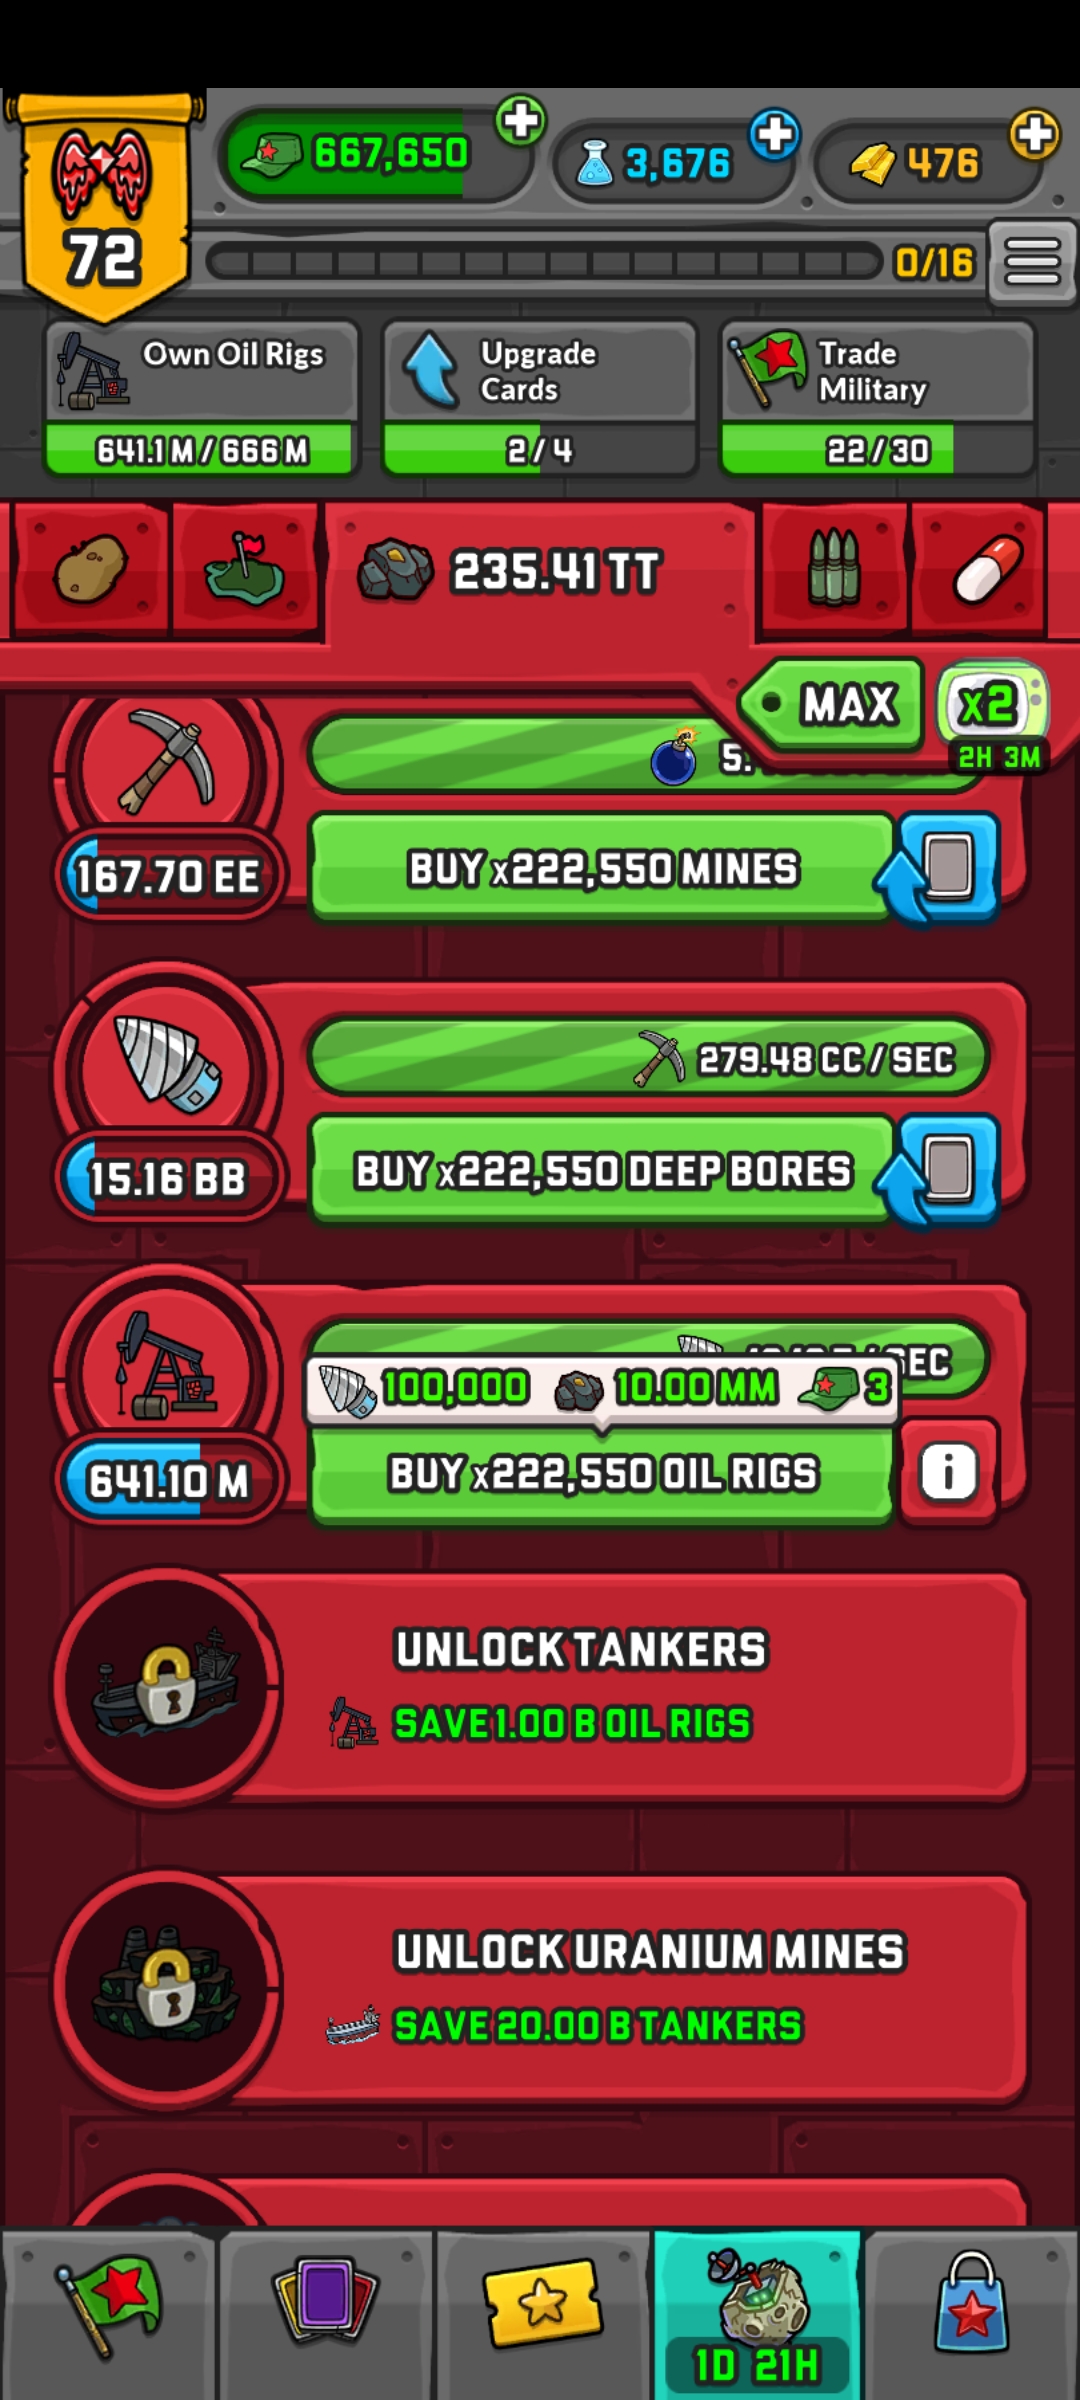 667,650
3,676
476
72
0/16
Own Oil Rigs
641.1 M / 666 M
Upgrade
Cards
2 / 4
Trade
Military
22 / 30
235.41 TT
MAX
x2
2H 3M
5.
167.70 EE
BUY x222,550 MINES
279.48 CC / SEC
15.16 BB
BUY x222,550 DEEP BORES
/ SEC
100,000
10.00 MM
3
641.10 M
BUY x222,550 OIL RIGS
i
UNLOCK TANKERS
SAVE 1.00 B OIL RIGS
UNLOCK URANIUM MINES
SAVE 20.00 B TANKERS
1D 21H